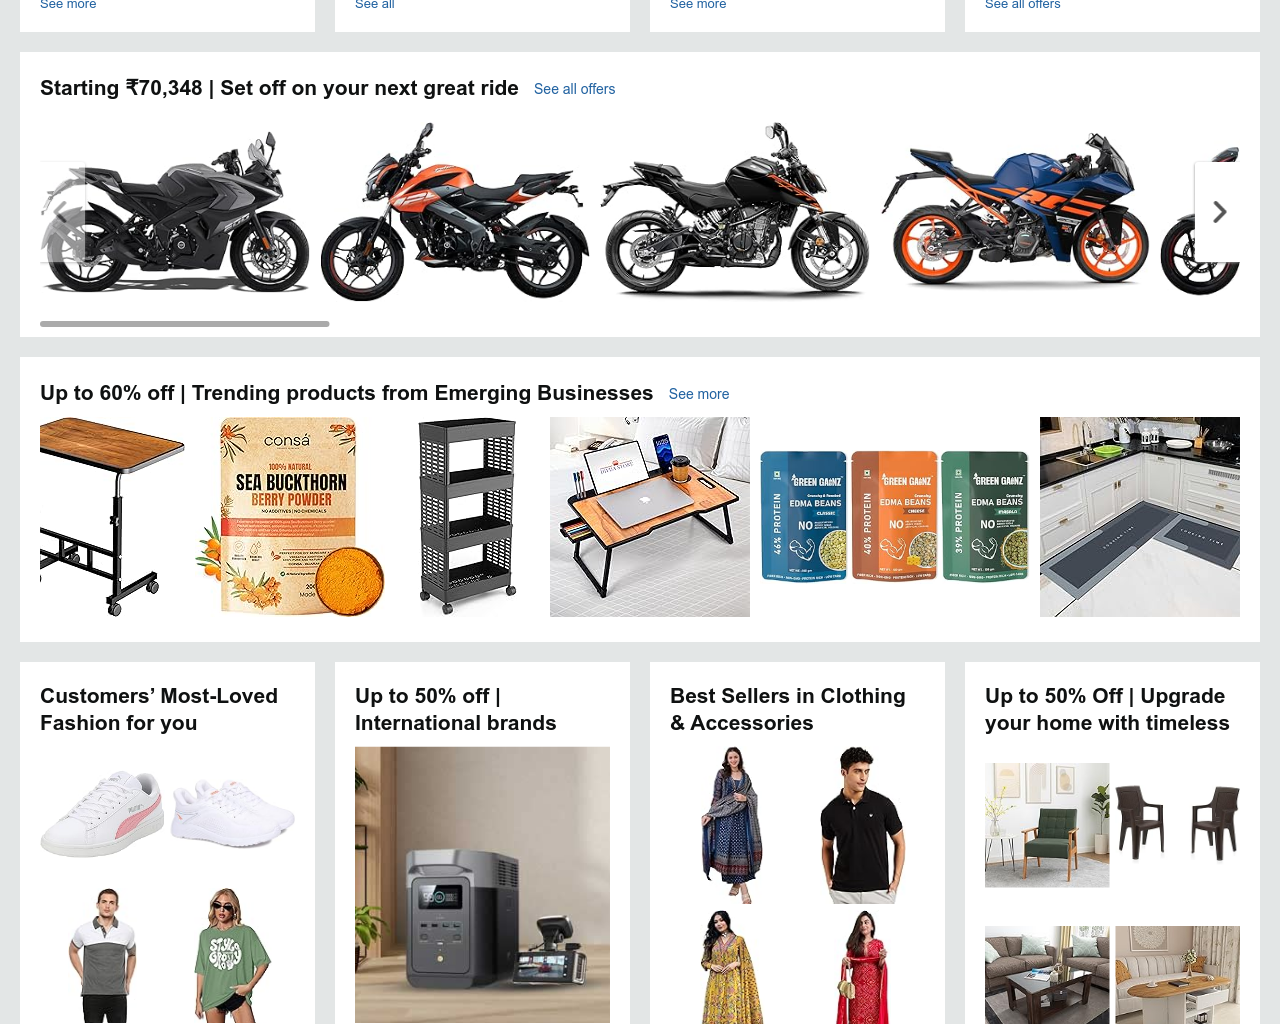 See more
See all
See more
See all offers
Starting ₹70,348 | Set off on your next great ride
See all offers
Up to 60% off | Trending products from Emerging Businesses
See more
consá
100% NATURAL
SEA BUCKTHORN
BERRY POWDER
NO ADDITIVES | NO CHEMICALS
GREEN GAINZ
EDMA BEANS
CLASSIC
46% PROTEIN
NO
GREEN GAINZ
EDMA BEANS
CHEESE
40% PROTEIN
NO
GREEN GAINZ
EDMA BEANS
MASALA
39% PROTEIN
NO
Customers’ Most-Loved
Fashion for you
Up to 50% off |
International brands
Best Sellers in Clothing
& Accessories
Up to 50% Off | Upgrade
your home with timeless